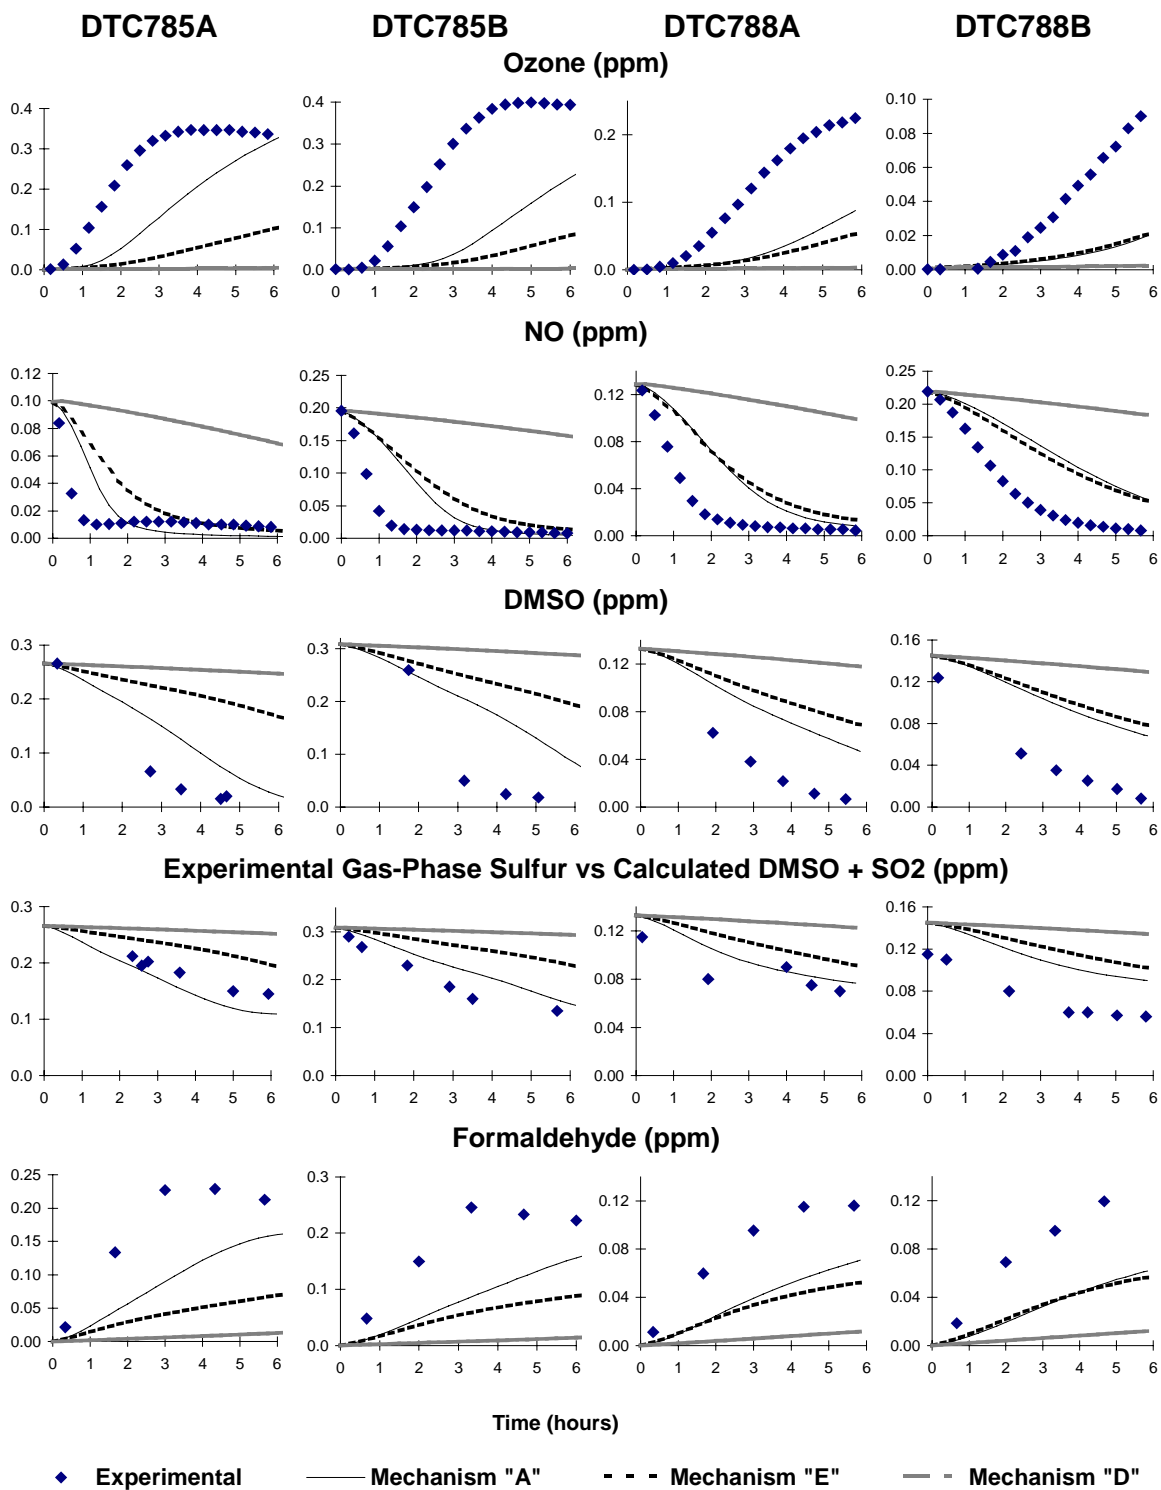 DTC785A DTC785B DTC788A DTC788B
Ozone (ppm)
0.4 0.4 0.2 0.10
0.3 0.3 0.1 0.08
0.2 0.2 0.0 0.06
0.1 0.1 0.04
0.0 0.0 0.02
0.00
0 1 2 3 4 5 6 0 1 2 3 4 5 6 0 1 2 3 4 5 6 0 1 2 3 4 5 6
NO (ppm)
0.12 0.25 0.12 0.25
0.10 0.20 0.08 0.20
0.08 0.15 0.04 0.15
0.06 0.10 0.00 0.10
0.04 0.05 0.05
0.02 0.00 0.00
0.00
0 1 2 3 4 5 6 0 1 2 3 4 5 6 0 1 2 3 4 5 6 0 1 2 3 4 5 6
DMSO (ppm)
0.3 0.3 0.12 0.16
0.2 0.2 0.08 0.12
0.1 0.1 0.04 0.08
0.0 0.0 0.00 0.04
0.00
0 1 2 3 4 5 6 0 1 2 3 4 5 6 0 1 2 3 4 5 6 0 1 2 3 4 5 6
Experimental Gas-Phase Sulfur vs Calculated DMSO + SO2 (ppm)
0.3 0.3 0.12 0.16
0.2 0.2 0.08 0.12
0.1 0.1 0.04 0.08
0.0 0.0 0.00 0.04
0.00
0 1 2 3 4 5 6 0 1 2 3 4 5 6 0 1 2 3 4 5 6 0 1 2 3 4 5 6
Formaldehyde (ppm)
0.25 0.3 0.12 0.12
0.20 0.2 0.08 0.08
0.15 0.1 0.04 0.04
0.10 0.0 0.00 0.00
0.05
0.00
0 1 2 3 4 5 6 0 1 2 3 4 5 6 0 1 2 3 4 5 6 0 1 2 3 4 5 6
Time (hours)
Experimental Mechanism "A" Mechanism "E" Mechanism "D"